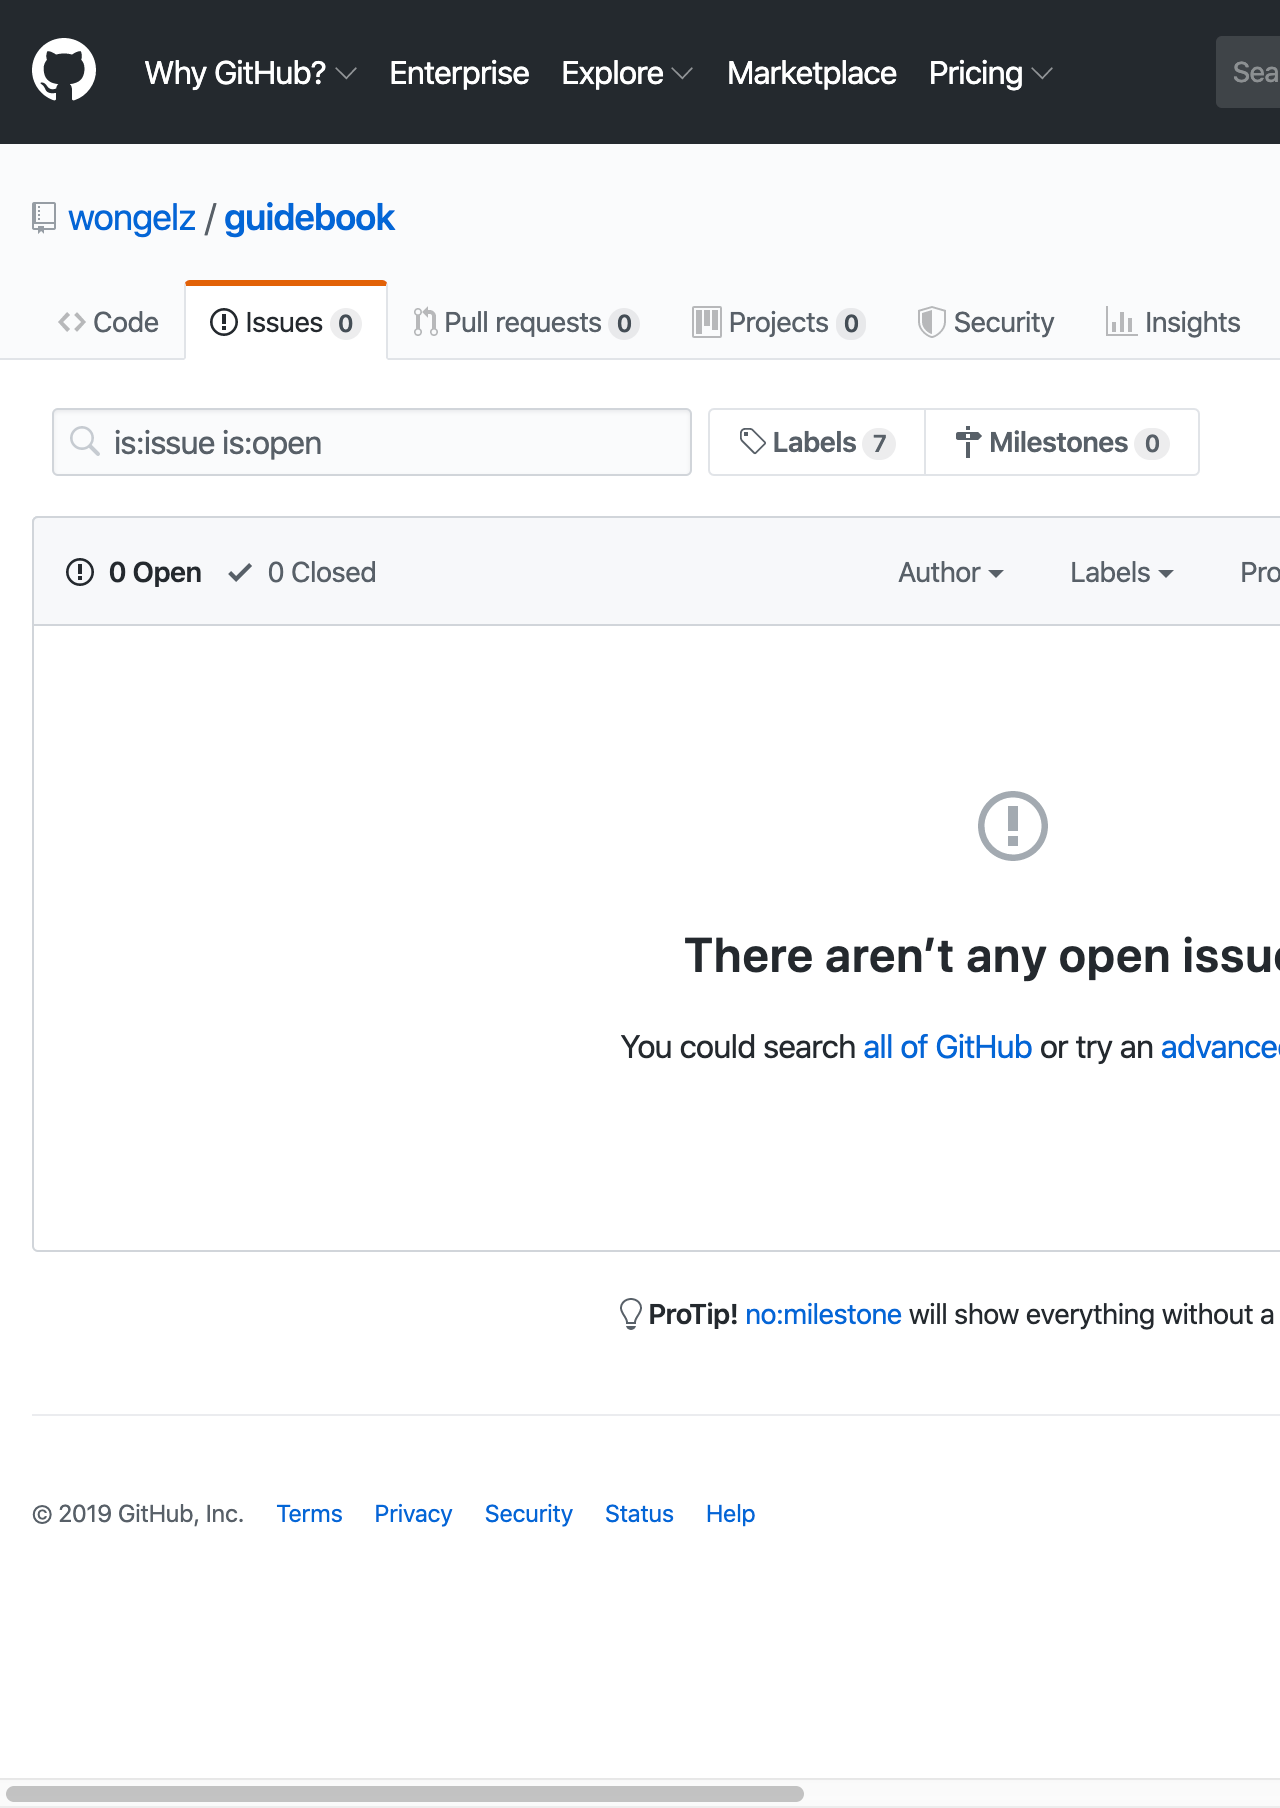 Why GitHub? Enterprise Explore Marketplace Pricing Sea
wongelz / guidebook
Code Issues 0 Pull requests 0 Projects 0 Security Insights
is:issue is:open Labels 7 Milestones 0
0 Open 0 Closed Author Labels Pro
There aren’t any open issue
You could search all of GitHub or try an advanced
ProTip! no:milestone will show everything without a
© 2019 GitHub, Inc. Terms Privacy Security Status Help